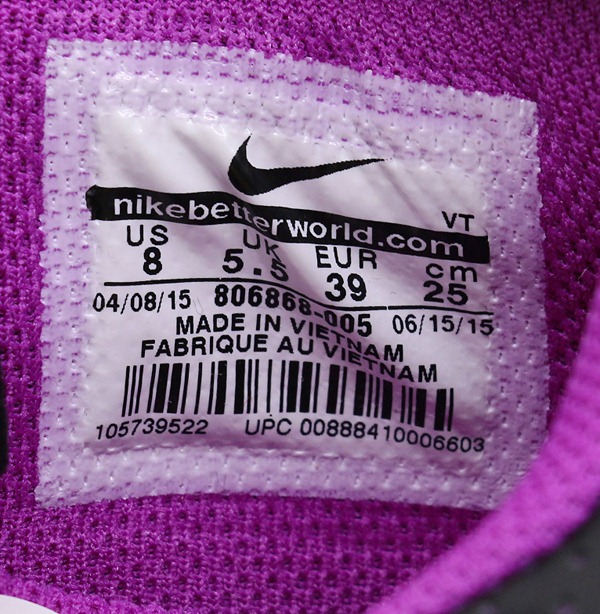 VT
nikebetterworld.com
US UK EUR cm
8 5.5 39 25
04/08/15 806868-005 06/15/15
MADE IN VIETNAM
FABRIQUE AU VIETNAM
105739522 UPC 00888410006603